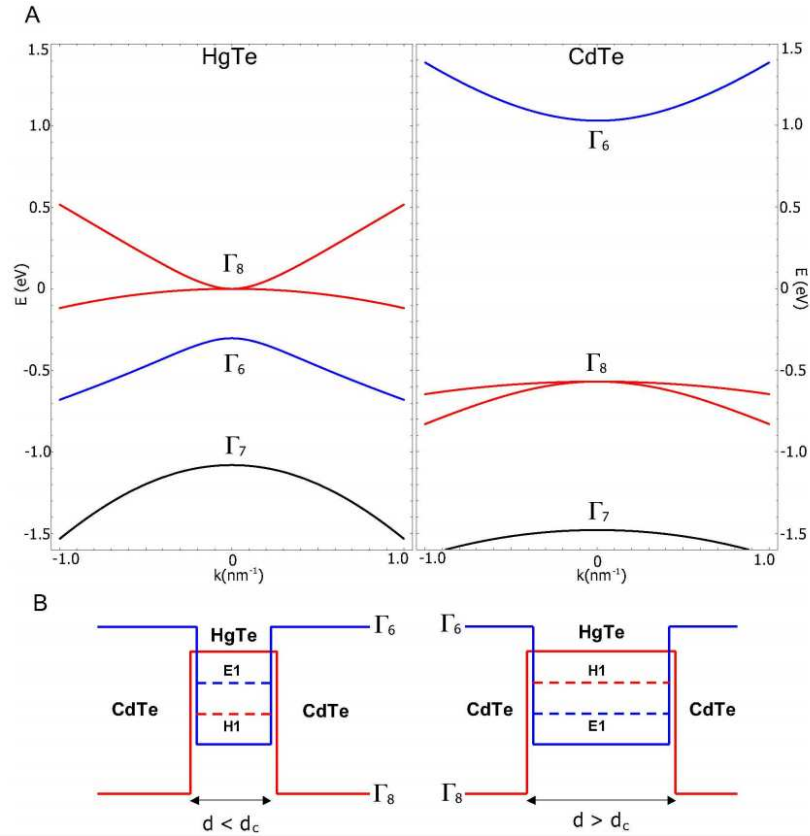 A
HgTe
CdTe
1.5
1.0
0.5
0
-0.5
-1.0
-1.5
E (eV)
Γ8
Γ6
Γ7
-1.0
0
1.0
k(nm⁻¹)
Γ6
Γ8
Γ7
-1.0
0
1.0
k(nm⁻¹)
1.5
1.0
0.5
0
-0.5
-1.0
-1.5
E (eV)
B
HgTe
Γ6
E1
CdTe
H1
CdTe
Γ8
d < dc
Γ6
HgTe
H1
CdTe
E1
CdTe
Γ8
d > dc